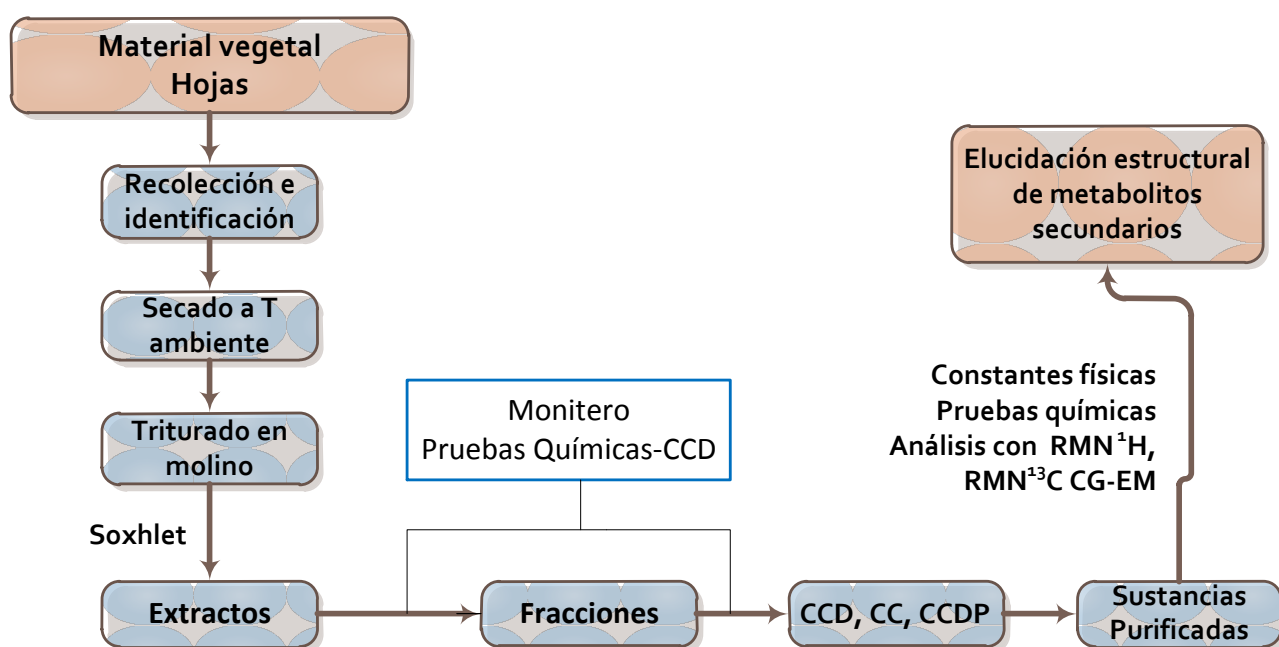 Material vegetal
Hojas
Recolección e
identificación
Secado a T
ambiente
Triturado en
molino
Soxhlet
Extractos
Monitero
Pruebas Químicas-CCD
Fracciones
CCD, CC, CCDP
Sustancias
Purificadas
Constantes físicas
Pruebas químicas
Análisis con RMN ¹H,
RMN¹³C CG-EM
Elucidación estructural
de metabolitos
secundarios